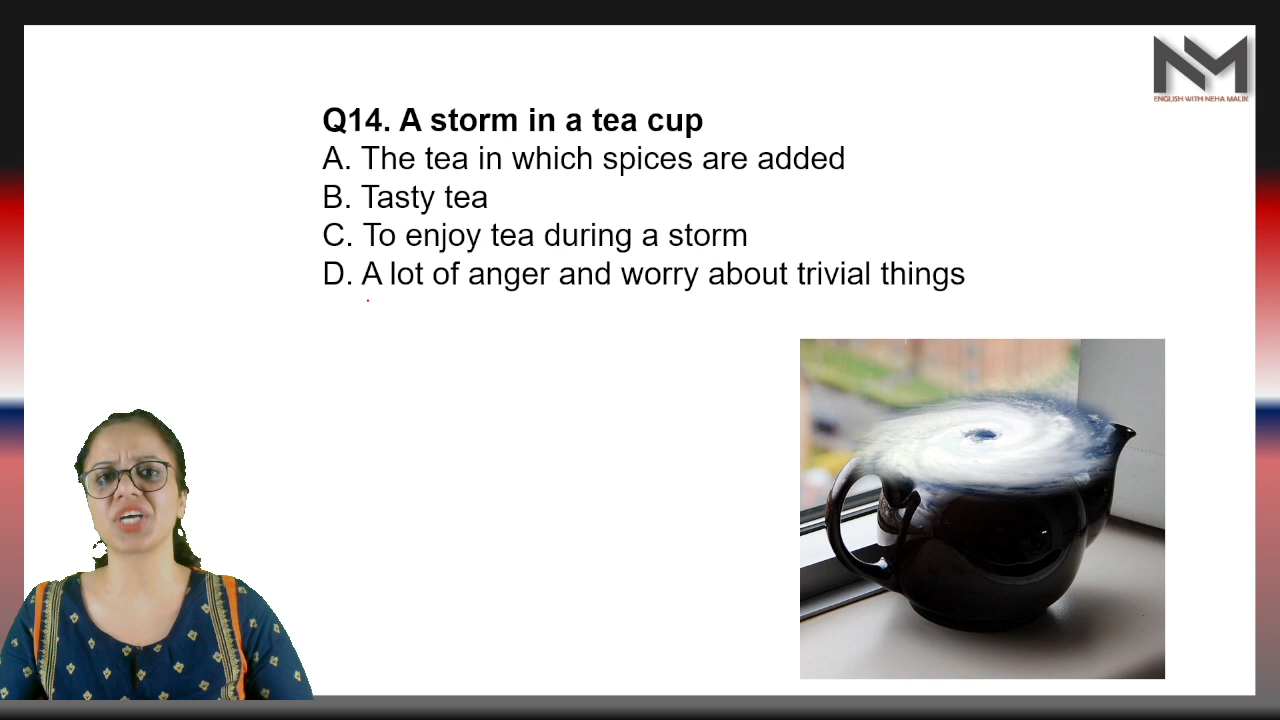 ENGLISH WITH NEHA MALIK
Q14. A storm in a tea cup
A. The tea in which spices are added
B. Tasty tea
C. To enjoy tea during a storm
D. A lot of anger and worry about trivial things